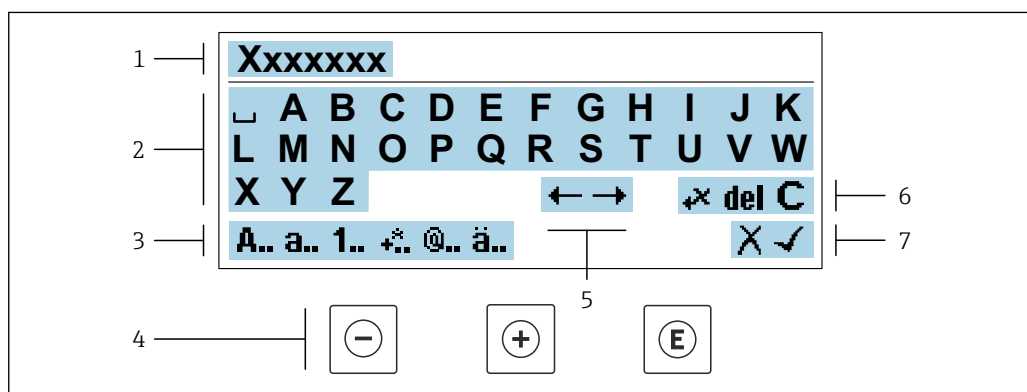 1 Xxxxxxx
2 ␣ A B C D E F G H I J K
L M N O P Q R S T U V W
X Y Z ← → +× del C 6
3 A.. a.. 1.. +×.. @.. ä.. X ✓ 7
5
4 − + E